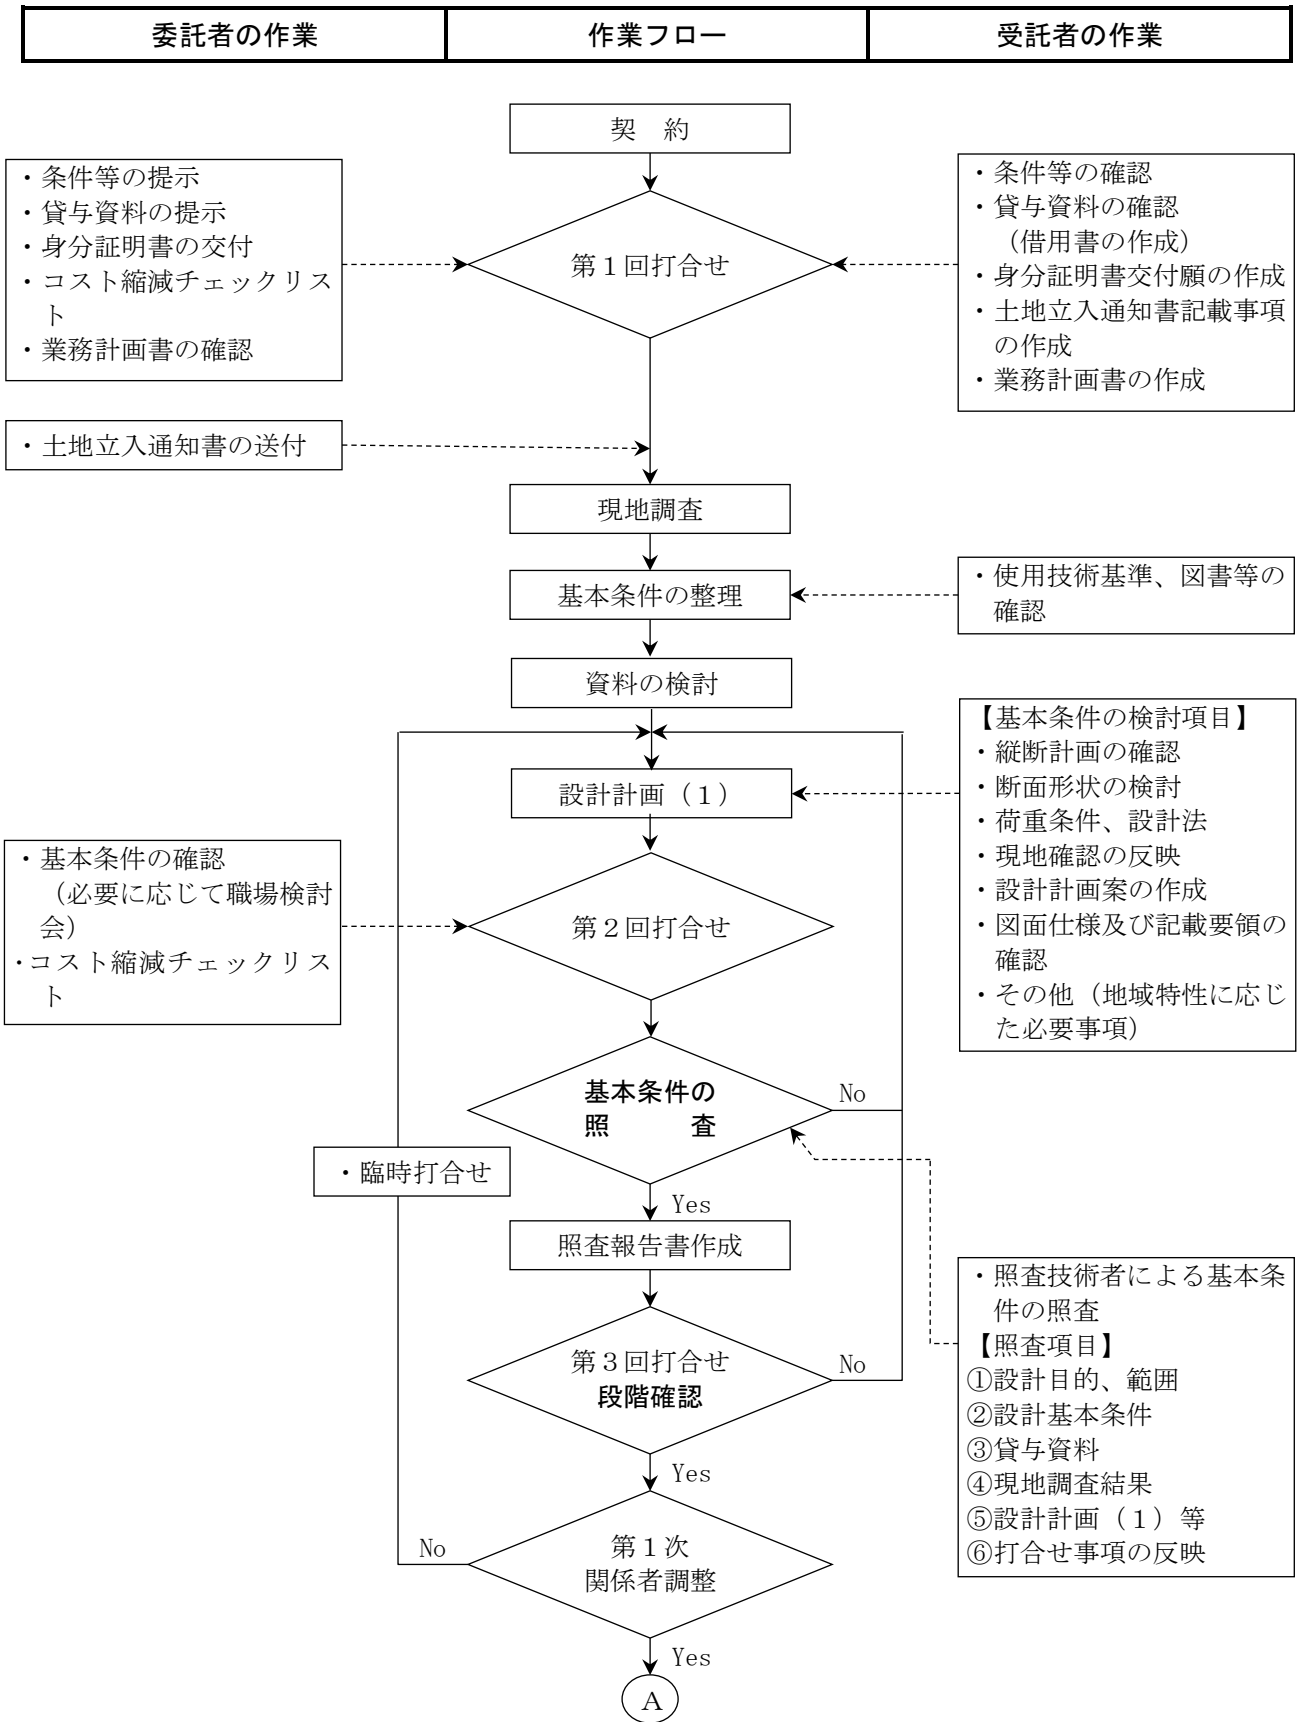 委託者の作業
作業フロー
受託者の作業
契　約
・条件等の提示
・貸与資料の提示
・身分証明書の交付
・コスト縮減チェックリス
ト
・業務計画書の確認
第１回打合せ
・条件等の確認
・貸与資料の確認
（借用書の作成）
・身分証明書交付願の作成
・土地立入通知書記載事項
の作成
・業務計画書の作成
・土地立入通知書の送付
現地調査
基本条件の整理
・使用技術基準、図書等の
確認
資料の検討
設計計画（１）
【基本条件の検討項目】
・縦断計画の確認
・断面形状の検討
・荷重条件、設計法
・現地確認の反映
・設計計画案の作成
・図面仕様及び記載要領の
確認
・その他（地域特性に応じ
た必要事項）
・基本条件の確認
（必要に応じて職場検討
会）
・コスト縮減チェックリス
ト
第２回打合せ
基本条件の
照　　　査
No
・臨時打合せ
Yes
照査報告書作成
・照査技術者による基本条
件の照査
【照査項目】
①設計目的、範囲
②設計基本条件
③貸与資料
④現地調査結果
⑤設計計画（１）等
⑥打合せ事項の反映
第３回打合せ
段階確認
No
Yes
第１次
関係者調整
No
Yes
A